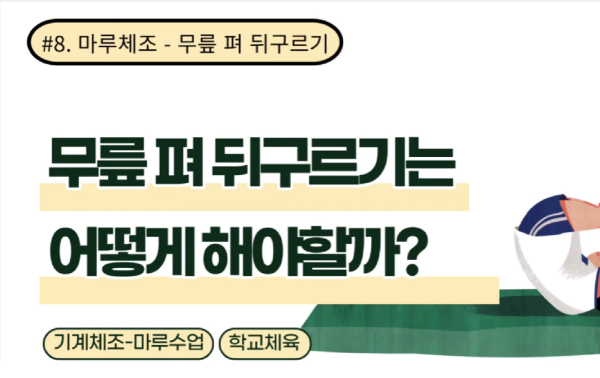 #8. 마루체조 - 무릎 펴 뒤구르기
무릎 펴 뒤구르기는
어떻게 해야할까?
기계체조-마루수업 학교체육